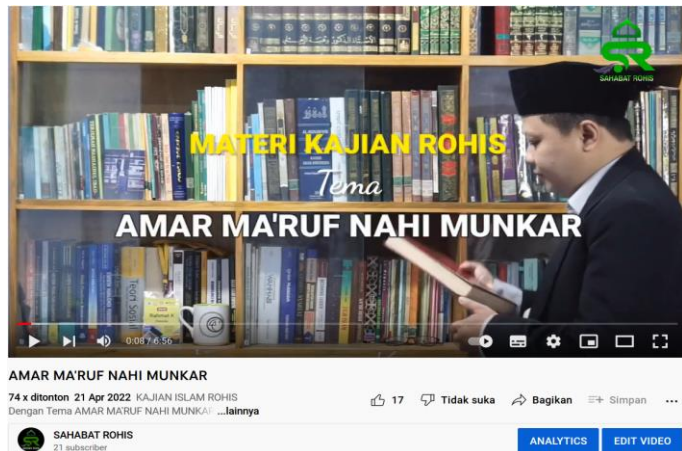 SAHABAT ROHIS
MATERI KAJIAN ROHIS
Tema
AMAR MA'RUF NAHI MUNKAR
Teori Sosial
0:08 / 6:56
AMAR MA'RUF NAHI MUNKAR
74 x ditonton 21 Apr 2022 KAJIAN ISLAM ROHIS
17 Tidak suka Bagikan Simpan ...
Dengan Tema AMAR MA'RUF NAHI MUNKAR ...lainnya
SAHABAT ROHIS
21 subscriber
ANALYTICS EDIT VIDEO